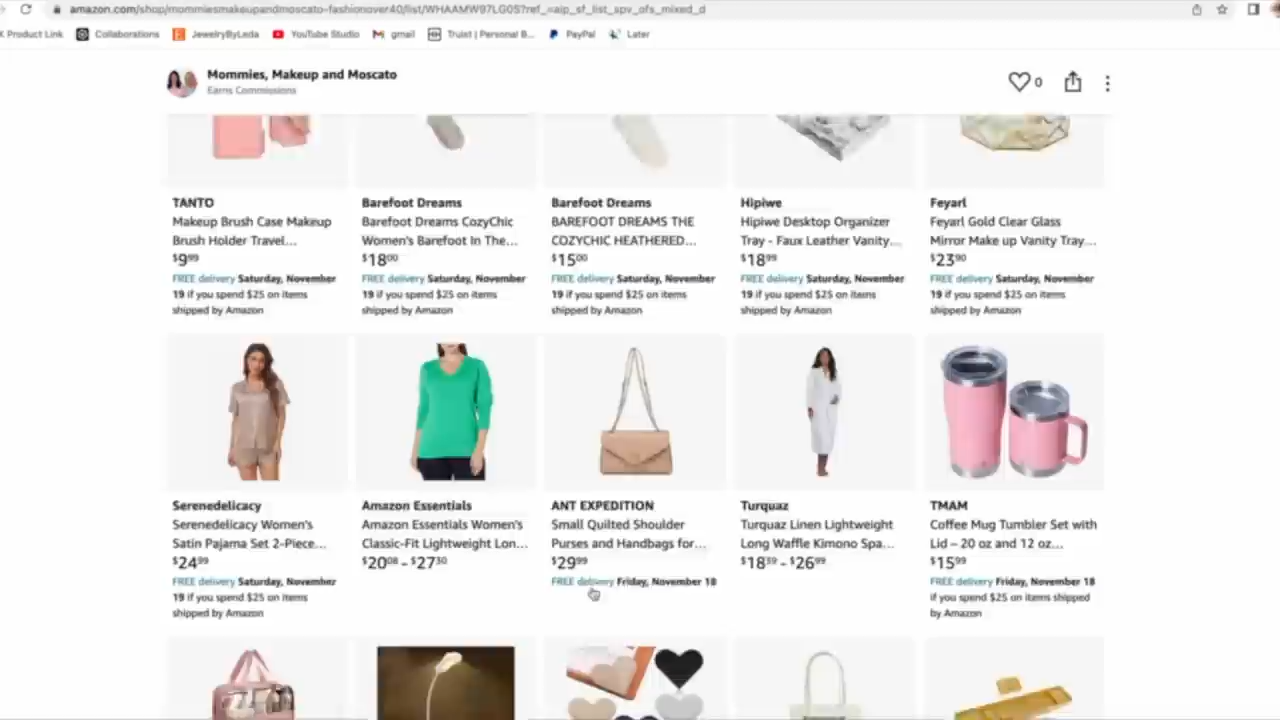 amazon.com/shop/mommiesmakeupandmoscato-fashionover40/list/WHAAMW97LG0S?ref_=aip_sf_list_spv_ofs_mixed_d
K Product Link Collaborations JewelryByLeda YouTube Studio gmail Truist | Personal B... PayPal Later
Mommies, Makeup and Moscato
Earns Commissions
0
TANTO Barefoot Dreams Barefoot Dreams Hipiwe Feyarl
Makeup Brush Case Makeup Barefoot Dreams CozyChic BAREFOOT DREAMS THE Hipiwe Desktop Organizer Feyarl Gold Clear Glass
Brush Holder Travel... Women's Barefoot In The... COZYCHIC HEATHERED... Tray - Faux Leather Vanity... Mirror Make up Vanity Tray...
$9.99 $18.00 $15.00 $18.99 $23.90
FREE delivery Saturday, November FREE delivery Saturday, November FREE delivery Saturday, November FREE delivery Saturday, November FREE delivery Saturday, November
19 if you spend $25 on items 19 if you spend $25 on items 19 if you spend $25 on items 19 if you spend $25 on items 19 if you spend $25 on items
shipped by Amazon shipped by Amazon shipped by Amazon shipped by Amazon shipped by Amazon
Serenedelicacy Amazon Essentials ANT EXPEDITION Turquaz TMAM
Serenedelicacy Women's Amazon Essentials Women's Small Quilted Shoulder Turquaz Linen Lightweight Coffee Mug Tumbler Set with
Satin Pajama Set 2-Piece... Classic-Fit Lightweight Lon... Purses and Handbags for... Long Waffle Kimono Spa... Lid – 20 oz and 12 oz...
$24.99 $20.08 - $27.30 $29.99 $18.39 - $26.99 $15.99
FREE delivery Saturday, November FREE delivery Friday, November 18 FREE delivery Friday, November 18
19 if you spend $25 on items if you spend $25 on items shipped
shipped by Amazon by Amazon